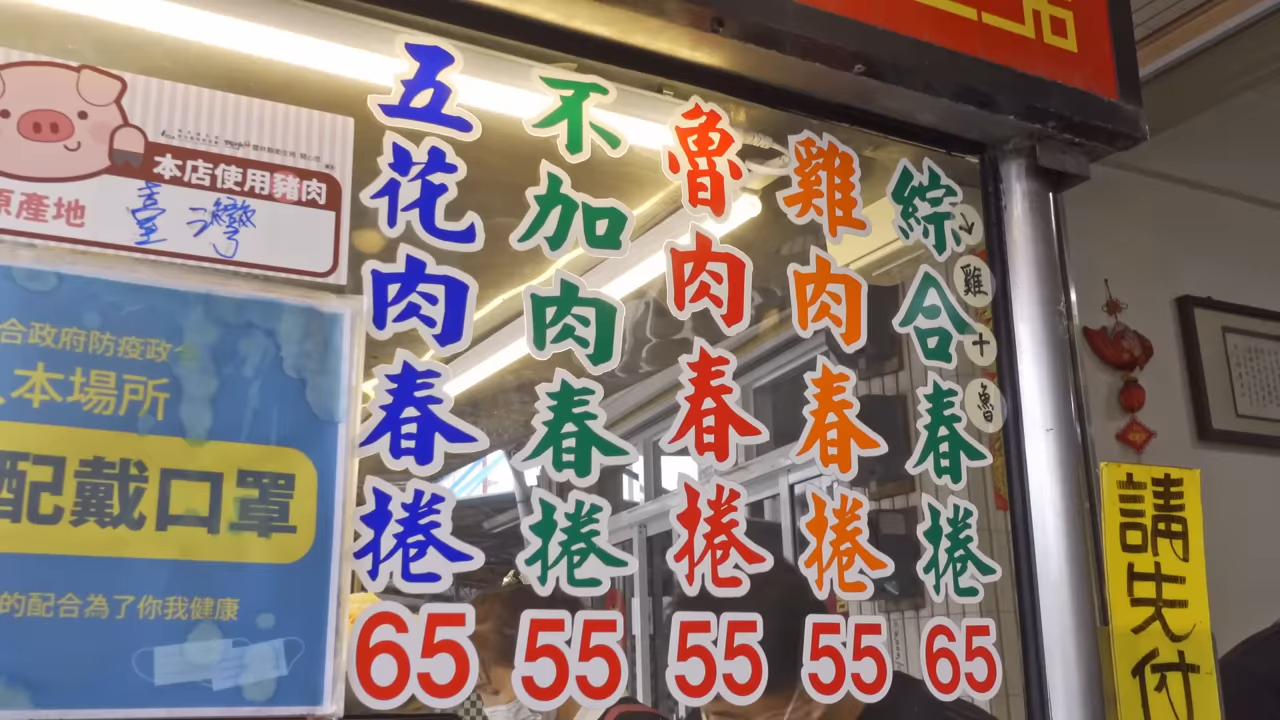 本店使用豬肉
原產地
臺灣
合政府防疫政
本場所
配戴口罩
的配合為了你我健康
五花肉春捲
65
不加肉春捲
55
魯肉春捲
55
雞肉春捲
55
綜合春捲
65
雞
十
魯
請先付